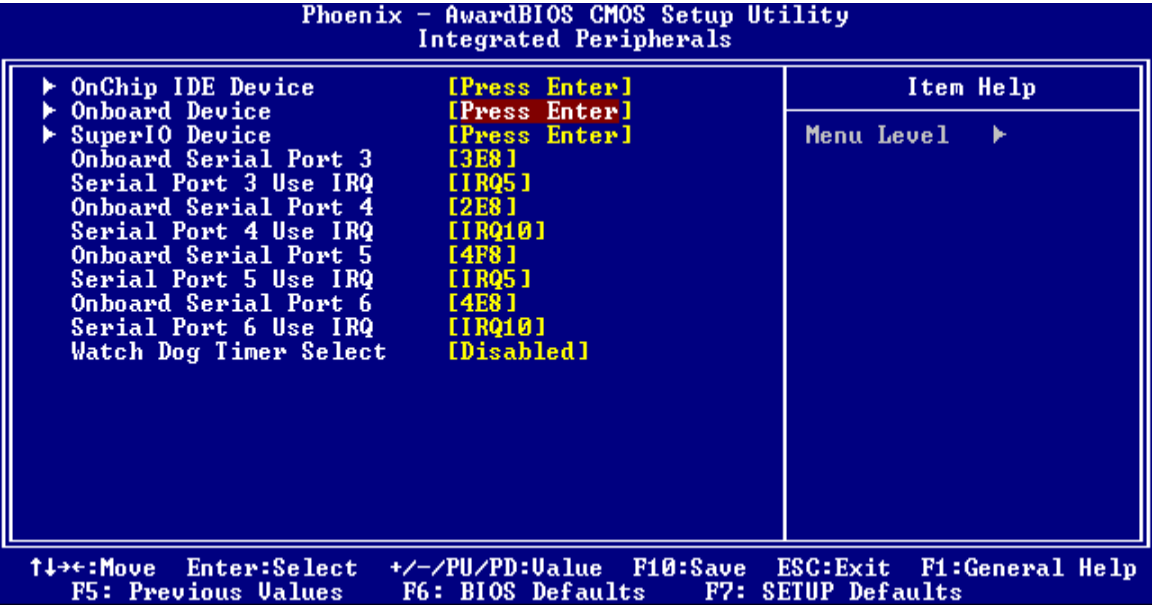 Phoenix - AwardBIOS CMOS Setup Utility
Integrated Peripherals
► OnChip IDE Device [Press Enter]
► Onboard Device [Press Enter]
► SuperIO Device [Press Enter]
Onboard Serial Port 3 [3E8]
Serial Port 3 Use IRQ [IRQ5]
Onboard Serial Port 4 [2E8]
Serial Port 4 Use IRQ [IRQ10]
Onboard Serial Port 5 [4F8]
Serial Port 5 Use IRQ [IRQ5]
Onboard Serial Port 6 [4E8]
Serial Port 6 Use IRQ [IRQ10]
Watch Dog Timer Select [Disabled]
Item Help
Menu Level ►
↑↓→←:Move Enter:Select +/-/PU/PD:Value F10:Save ESC:Exit F1:General Help
F5: Previous Values F6: BIOS Defaults F7: SETUP Defaults